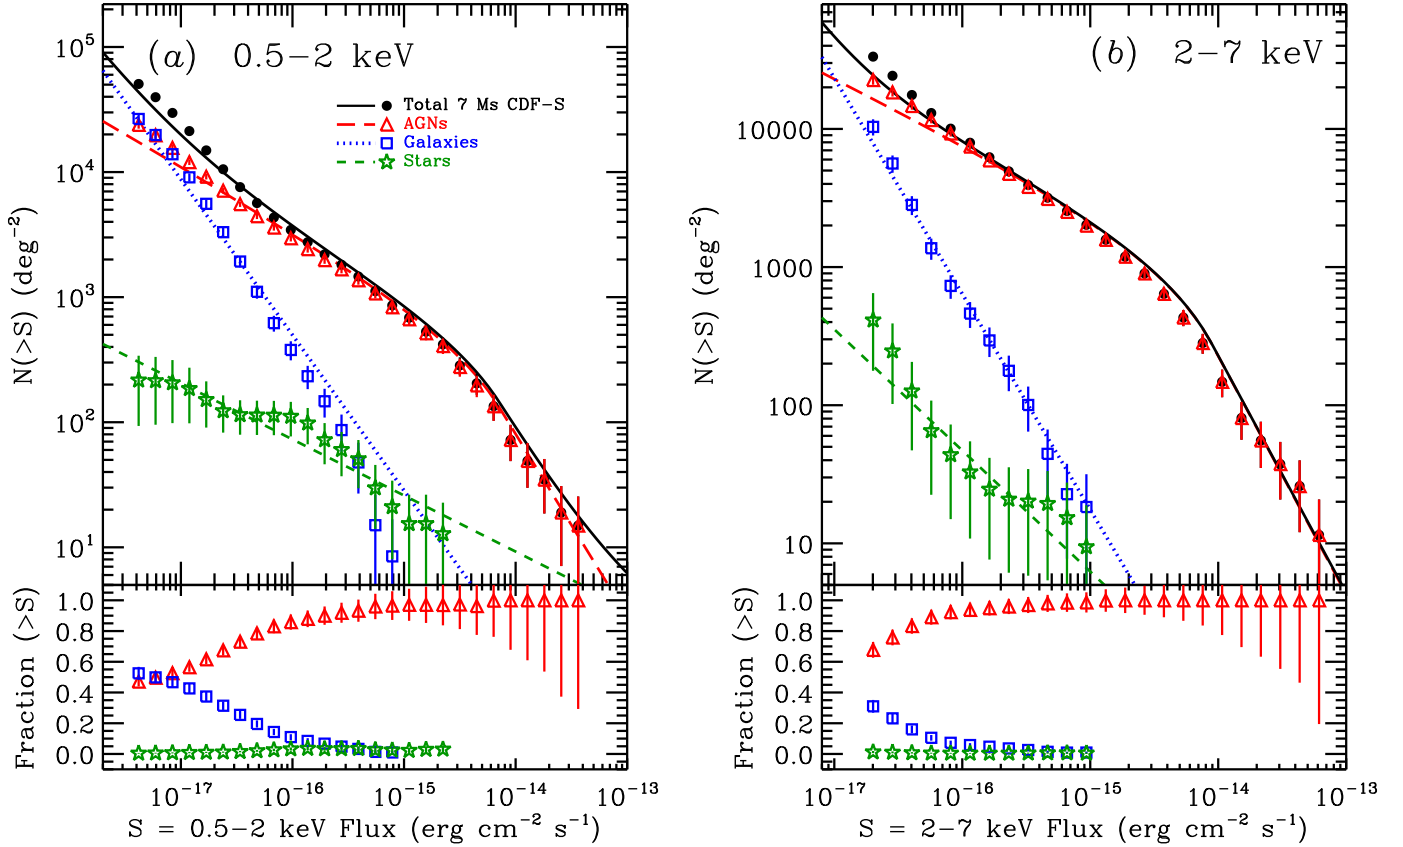 (a) 0.5−2 keV
Total 7 Ms CDF−S
AGNs
Galaxies
Stars
N(>S) (deg⁻²)
10⁵
10⁴
10³
10²
10¹
Fraction (>S)
1.0
0.8
0.6
0.4
0.2
0.0
10⁻¹⁷ 10⁻¹⁶ 10⁻¹⁵ 10⁻¹⁴ 10⁻¹³
S = 0.5−2 keV Flux (erg cm⁻² s⁻¹)
(b) 2−7 keV
N(>S) (deg⁻²)
10000
1000
100
10
Fraction (>S)
1.0
0.8
0.6
0.4
0.2
0.0
10⁻¹⁷ 10⁻¹⁶ 10⁻¹⁵ 10⁻¹⁴ 10⁻¹³
S = 2−7 keV Flux (erg cm⁻² s⁻¹)